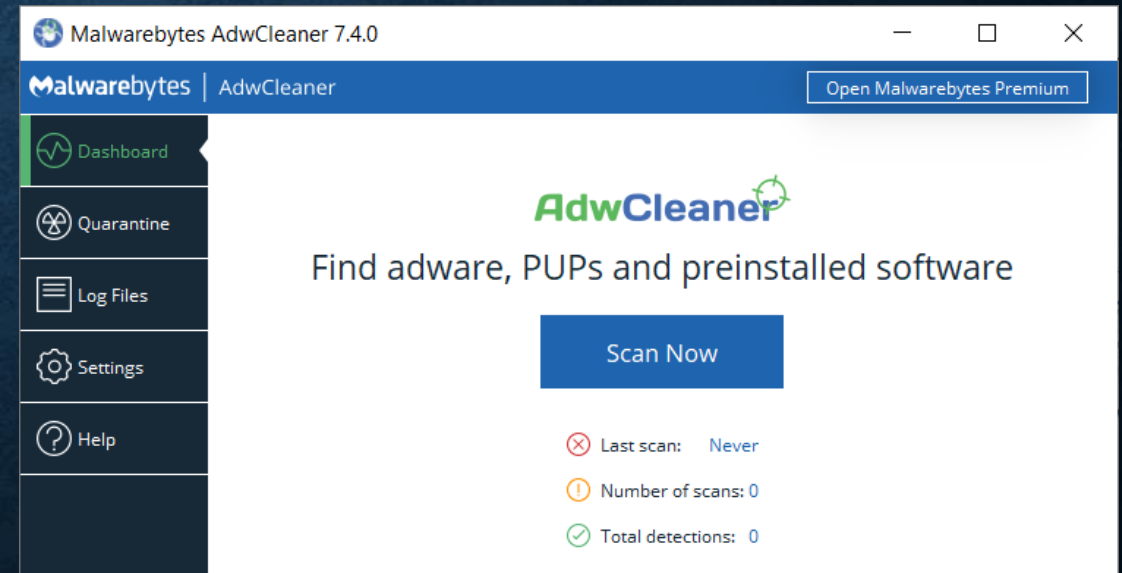 Malwarebytes AdwCleaner 7.4.0
Malwarebytes | AdwCleaner
Open Malwarebytes Premium
Dashboard
Quarantine
Log Files
Settings
Help
AdwCleaner
Find adware, PUPs and preinstalled software
Scan Now
Last scan: Never
Number of scans: 0
Total detections: 0